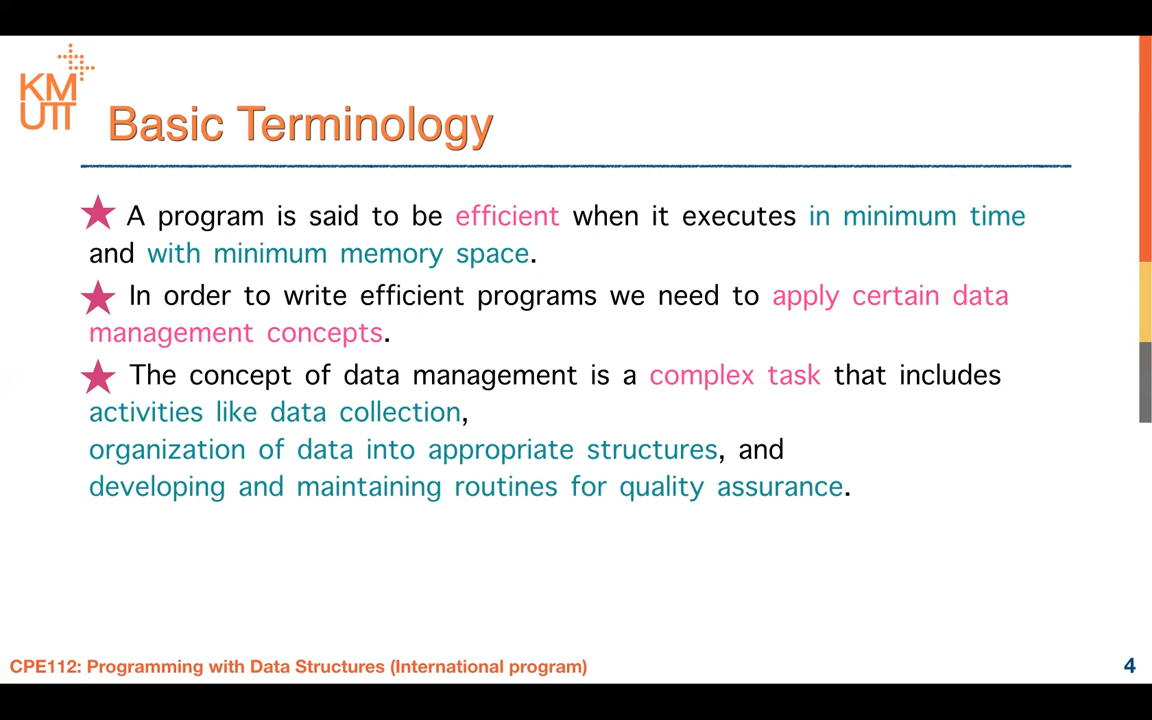 KM
UTT
Basic Terminology
A program is said to be efficient when it executes in minimum time
and with minimum memory space.
In order to write efficient programs we need to apply certain data
management concepts.
The concept of data management is a complex task that includes
activities like data collection,
organization of data into appropriate structures, and
developing and maintaining routines for quality assurance.
CPE112: Programming with Data Structures (International program)
4